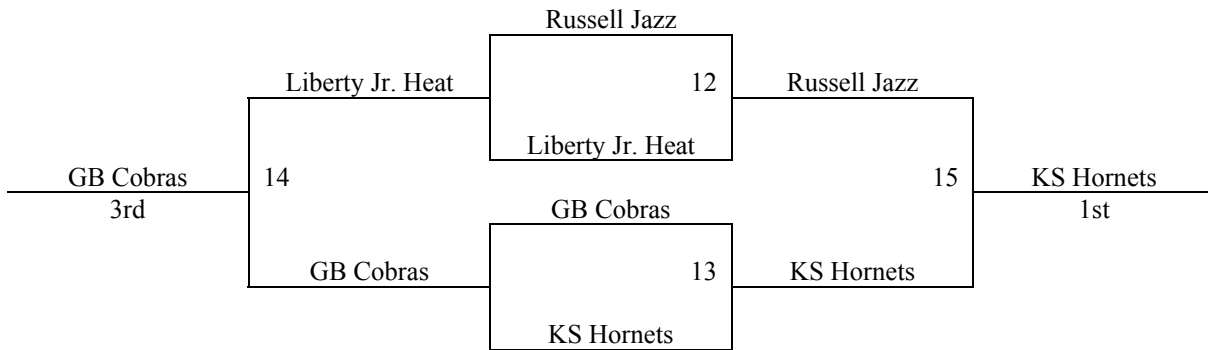 Russell Jazz
Liberty Jr. Heat 12 Russell Jazz
Liberty Jr. Heat
GB Cobras 14 15 KS Hornets
3rd GB Cobras 1st
GB Cobras 13 KS Hornets
KS Hornets